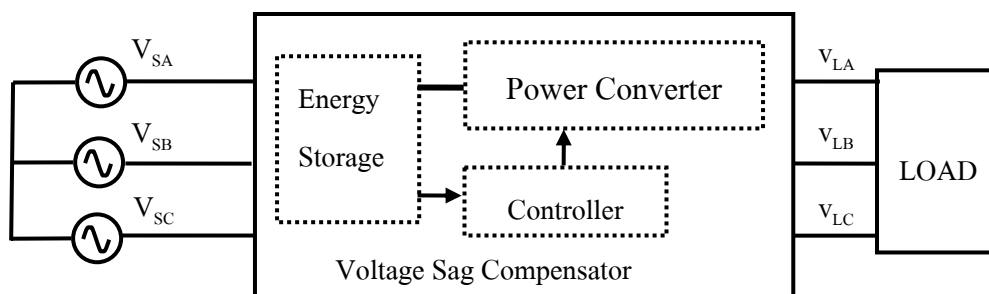 V_SA
V_SB
V_SC
Energy
Storage
Power Converter
Controller
Voltage Sag Compensator
v_LA
v_LB
v_LC
LOAD